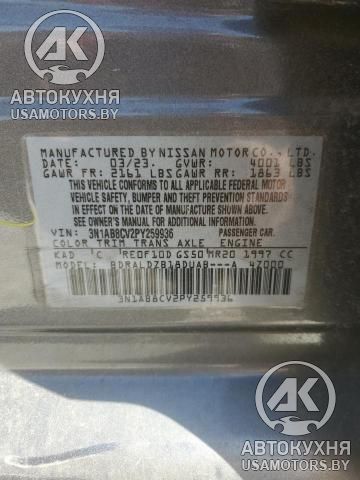 АВТОКУХНЯ
USAMOTORS.BY
MANUFACTURED BY NISSAN MOTOR CO., LTD.
DATE: 03/23. GVWR: 4001 LBS
GAWR FR: 2161 LBS GAWR RR: 1863 LBS
THIS VEHICLE CONFORMS TO ALL APPLICABLE FEDERAL MOTOR
VEHICLE SAFETY, BUMPER, AND THEFT PREVENTION STANDARDS
IN EFFECT ON THE DATE OF MANUFACTURE SHOWN ABOVE.
SEE OWNER'S MANUAL FOR ADDITIONAL INFORMATION.
VIN: 3N1AB8CV2PY259936 PASSENGER CAR.
COLOR TRIM TRANS AXLE ENGINE
KAD C RE0F10D GS50 MR20 1997 CC
MODEL: BDRALDZB18DUAB---A 4Z000
3N1AB8CV2PY259936
АВТОКУХНЯ
USAMOTORS.BY